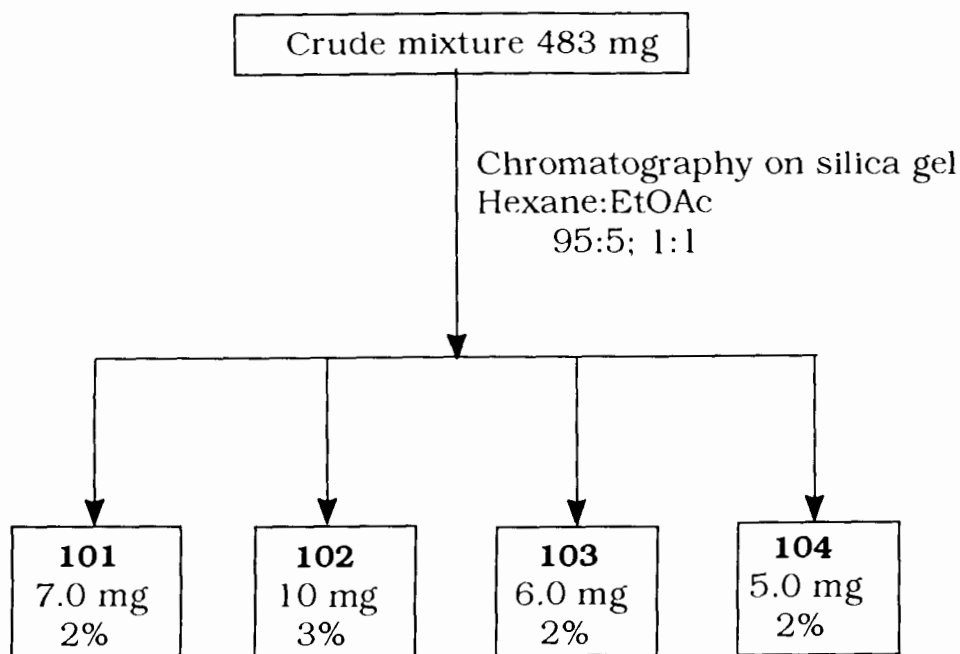 Crude mixture 483 mg
Chromatography on silica gel
Hexane:EtOAc
95:5; 1:1
101
7.0 mg
2%
102
10 mg
3%
103
6.0 mg
2%
104
5.0 mg
2%